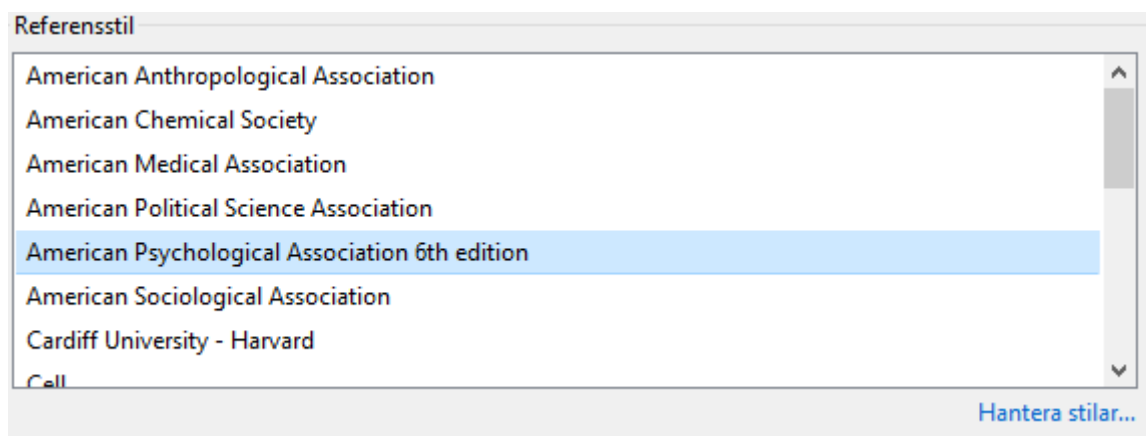 Referensstil
American Anthropological Association
American Chemical Society
American Medical Association
American Political Science Association
American Psychological Association 6th edition
American Sociological Association
Cardiff University - Harvard
Cell
Hantera stilar...